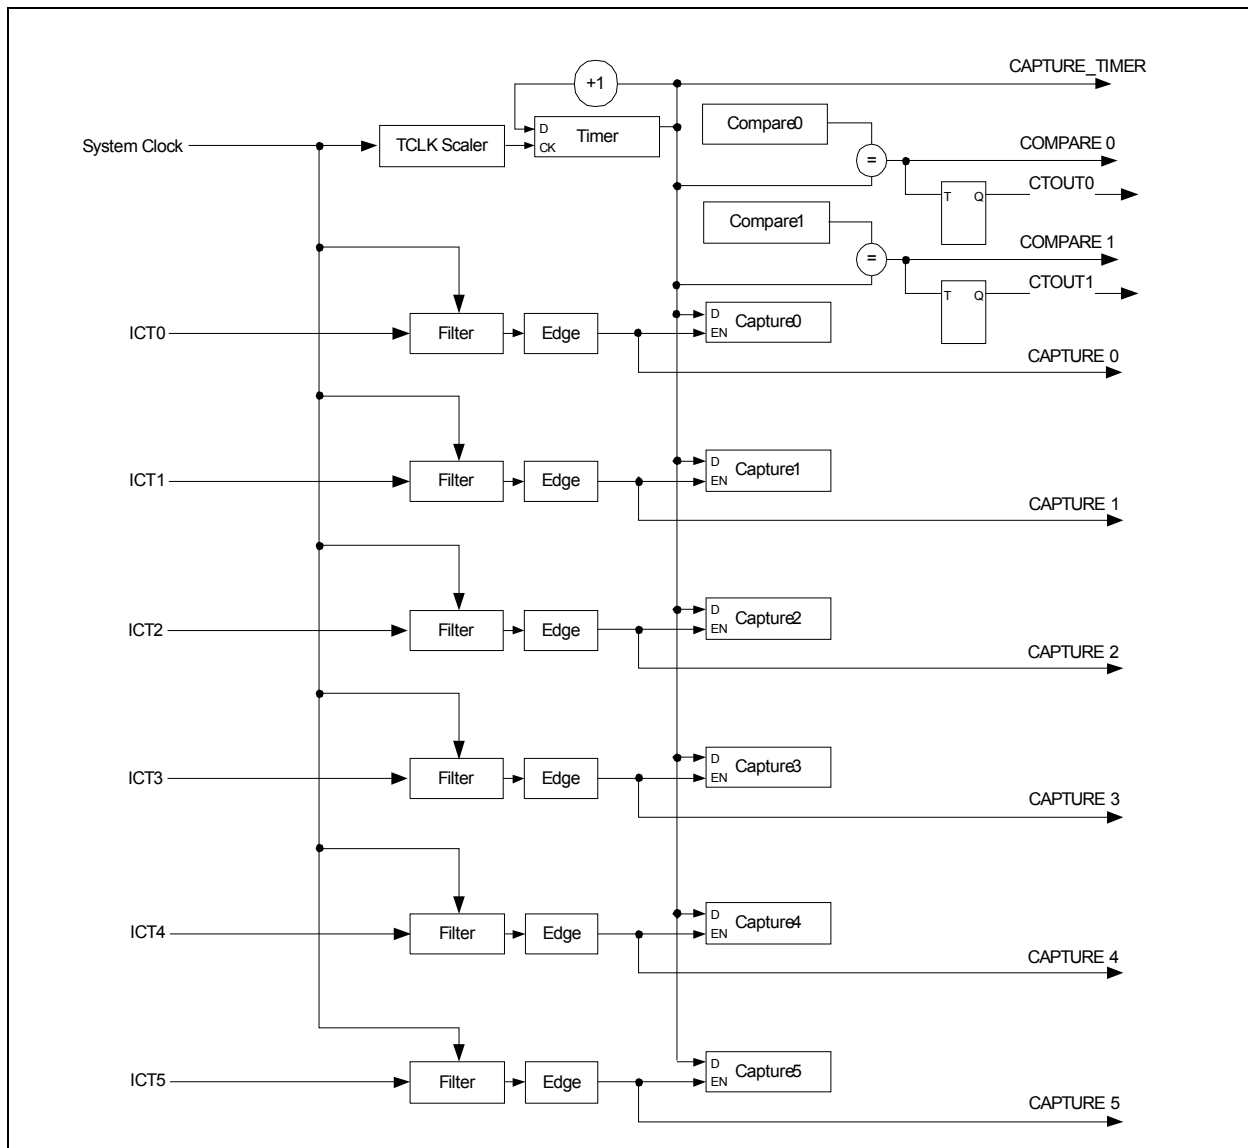 +1
CAPTURE_TIMER
Compare0
D
Timer
System Clock
TCLK Scaler
CK
=
COMPARE 0
T
Q
CTOUT0
Compare1
=
COMPARE 1
T
Q
CTOUT1
ICT0
Filter
Edge
D
EN
Capture0
CAPTURE 0
ICT1
Filter
Edge
D
EN
Capture1
CAPTURE 1
ICT2
Filter
Edge
D
EN
Capture2
CAPTURE 2
ICT3
Filter
Edge
D
EN
Capture3
CAPTURE 3
ICT4
Filter
Edge
D
EN
Capture4
CAPTURE 4
ICT5
Filter
Edge
D
EN
Capture5
CAPTURE 5